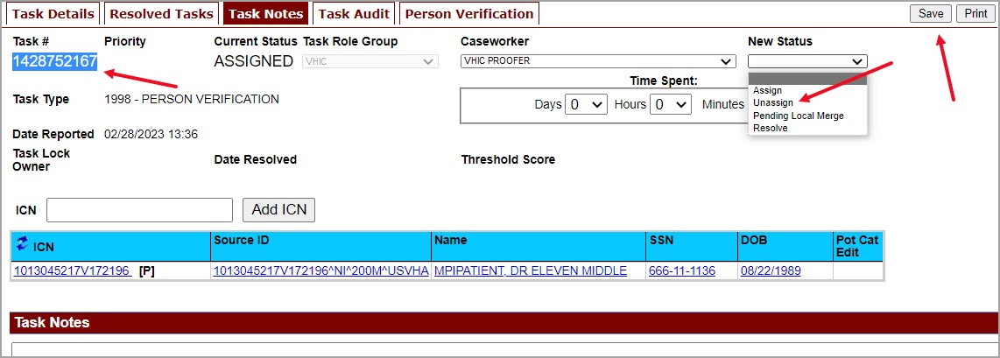 Task Details Resolved Tasks Task Notes Task Audit Person Verification Save Print
Task # Priority Current Status Task Role Group Caseworker New Status
1428752167 ASSIGNED VHIC VHIC PROOFER
Time Spent:
Assign
Task Type 1998 - PERSON VERIFICATION Days 0 Hours 0 Minutes Unassign
Pending Local Merge
Resolve
Date Reported 02/28/2023 13:36
Task Lock Owner Date Resolved Threshold Score
ICN Add ICN
ICN Source ID Name SSN DOB Pot Cat Edit
1013045217V172196 [P] 1013045217V172196^NI^200M^USVHA MPIPATIENT, DR ELEVEN MIDDLE 666-11-1136 08/22/1989
Task Notes